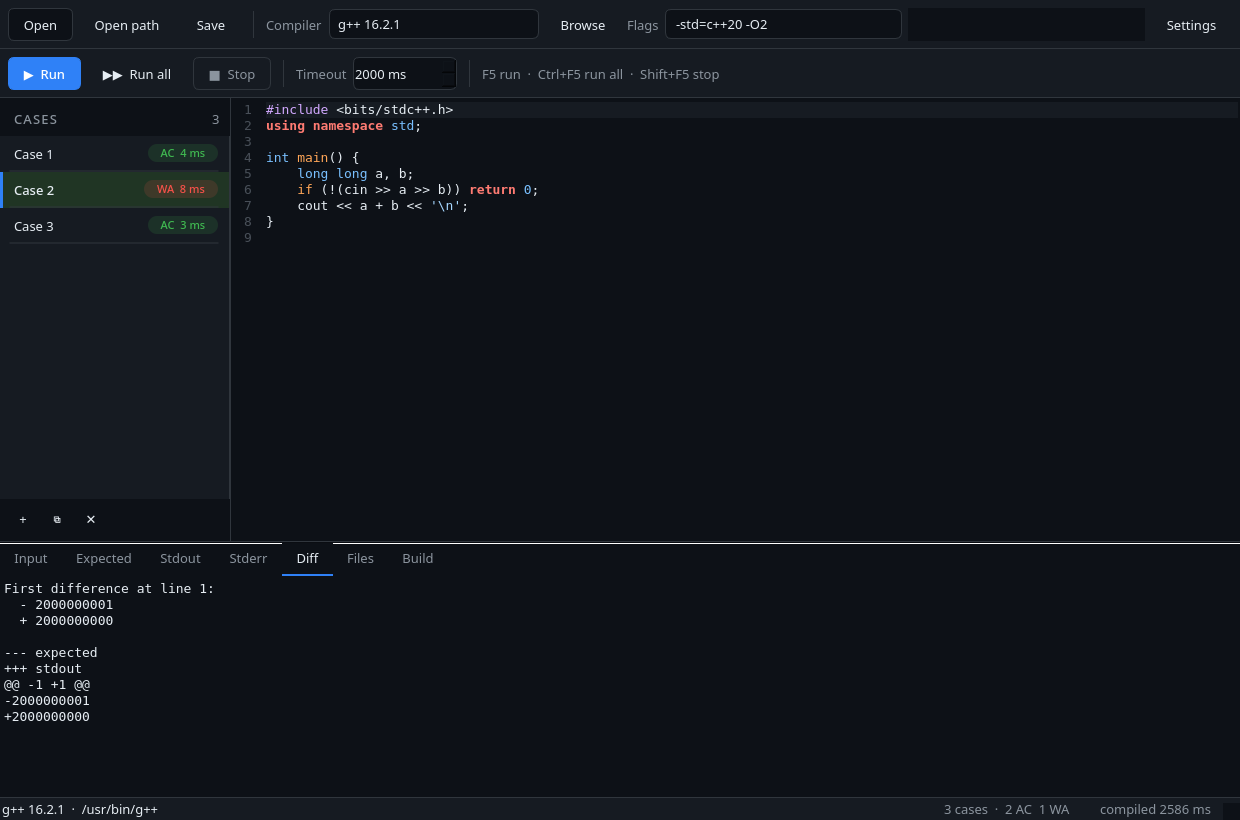 Open Open path Save Compiler g++ 16.2.1 Browse Flags -std=c++20 -O2 Settings
▶ Run ▶▶ Run all ■ Stop Timeout 2000 ms F5 run · Ctrl+F5 run all · Shift+F5 stop
CASES 3
Case 1 AC 4 ms
Case 2 WA 8 ms
Case 3 AC 3 ms
+ ⧉ ✕
1 #include <bits/stdc++.h>
2 using namespace std;
3
4 int main() {
5     long long a, b;
6     if (!(cin >> a >> b)) return 0;
7     cout << a + b << '\n';
8 }
9
Input Expected Stdout Stderr Diff Files Build
First difference at line 1:
  - 2000000001
  + 2000000000
--- expected
+++ stdout
@@ -1 +1 @@
-2000000001
+2000000000
g++ 16.2.1 · /usr/bin/g++ 3 cases · 2 AC 1 WA compiled 2586 ms